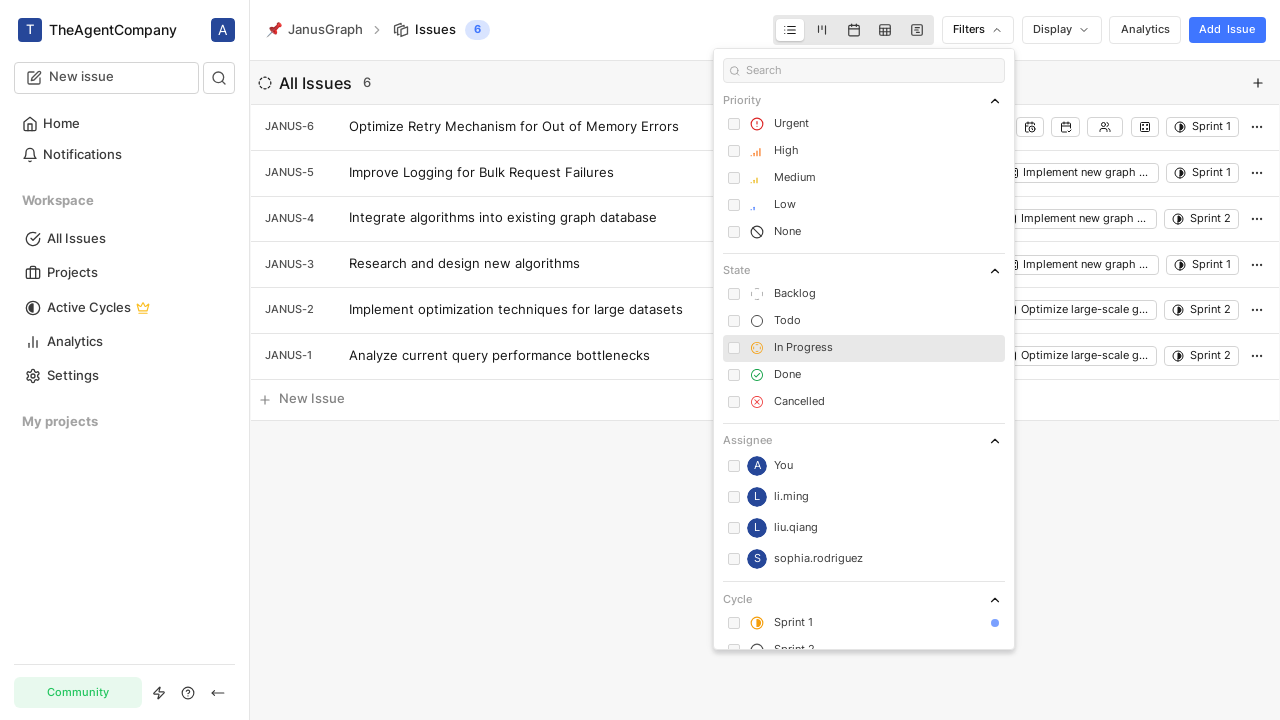 T TheAgentCompany A
New issue
Home
Notifications
Workspace
All Issues
Projects
Active Cycles
Analytics
Settings
My projects
Community
JanusGraph Issues 6
Filters Display Analytics Add Issue
All Issues 6
JANUS-6 Optimize Retry Mechanism for Out of Memory Errors Sprint 1
JANUS-5 Improve Logging for Bulk Request Failures Implement new graph ... Sprint 1
JANUS-4 Integrate algorithms into existing graph database Implement new graph ... Sprint 2
JANUS-3 Research and design new algorithms Implement new graph ... Sprint 1
JANUS-2 Implement optimization techniques for large datasets Optimize large-scale g... Sprint 2
JANUS-1 Analyze current query performance bottlenecks Optimize large-scale g... Sprint 2
New Issue
Search
Priority
Urgent
High
Medium
Low
None
State
Backlog
Todo
In Progress
Done
Cancelled
Assignee
A You
L li.ming
L liu.qiang
S sophia.rodriguez
Cycle
Sprint 1
Sprint 2